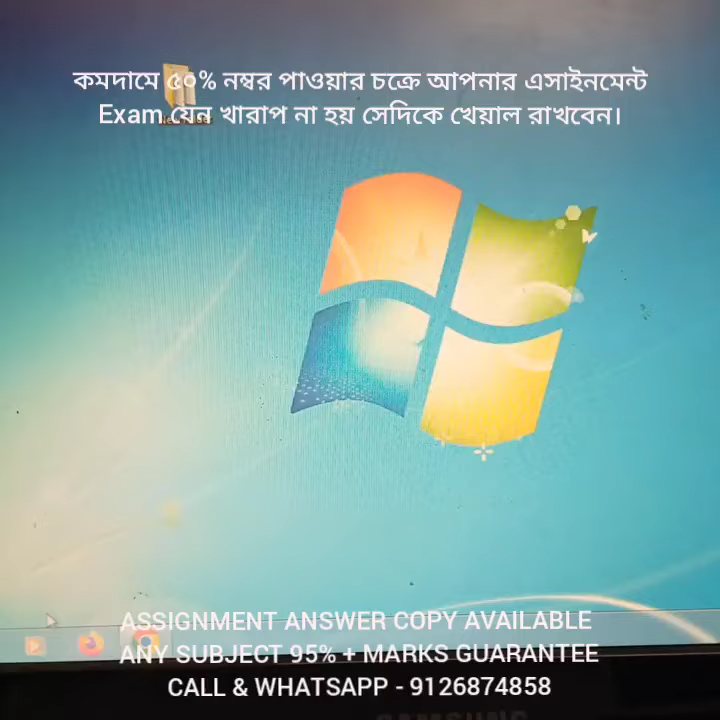 কমদামে ৫০% নম্বর পাওয়ার চক্রে আপনার এসাইনমেন্ট
Exam যেন খারাপ না হয় সেদিকে খেয়াল রাখবেন।
ASSIGNMENT ANSWER COPY AVAILABLE
ANY SUBJECT 95% + MARKS GUARANTEE
CALL & WHATSAPP - 9126874858
SAMSUNG